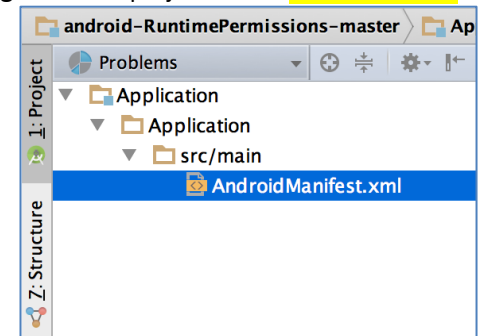 android-RuntimePermissions-master Ap
Problems
1: Project
Application
Application
src/main
AndroidManifest.xml
Z: Structure